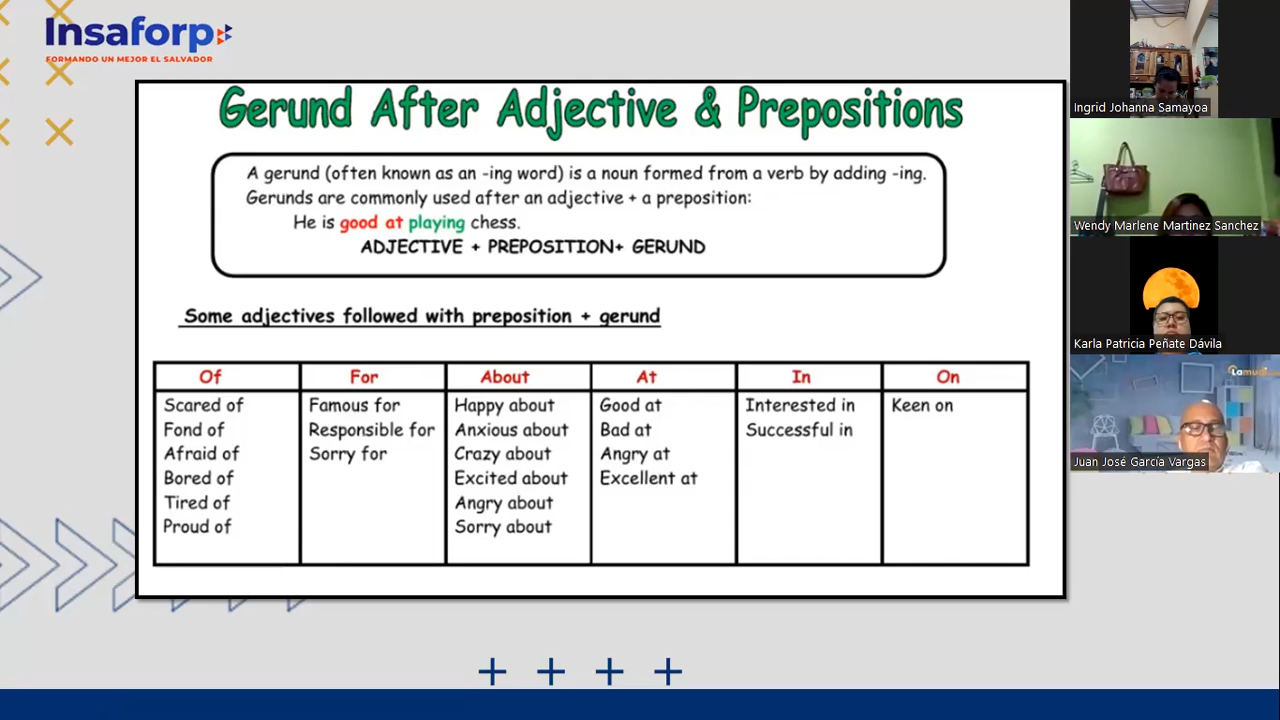 Insaforp
FORMANDO UN MEJOR EL SALVADOR
Gerund After Adjective & Prepositions
A gerund (often known as an -ing word) is a noun formed from a verb by adding -ing.
Gerunds are commonly used after an adjective + a preposition:
He is good at playing chess.
ADJECTIVE + PREPOSITION+ GERUND
Some adjectives followed with preposition + gerund
Of
Scared of
Fond of
Afraid of
Bored of
Tired of
Proud of
For
Famous for
Responsible for
Sorry for
About
Happy about
Anxious about
Crazy about
Excited about
Angry about
Sorry about
At
Good at
Bad at
Angry at
Excellent at
In
Interested in
Successful in
On
Keen on
Ingrid Johanna Samayoa
Wendy Marlene Martinez Sanchez
Karla Patricia Peñate Dávila
Juan José García Vargas